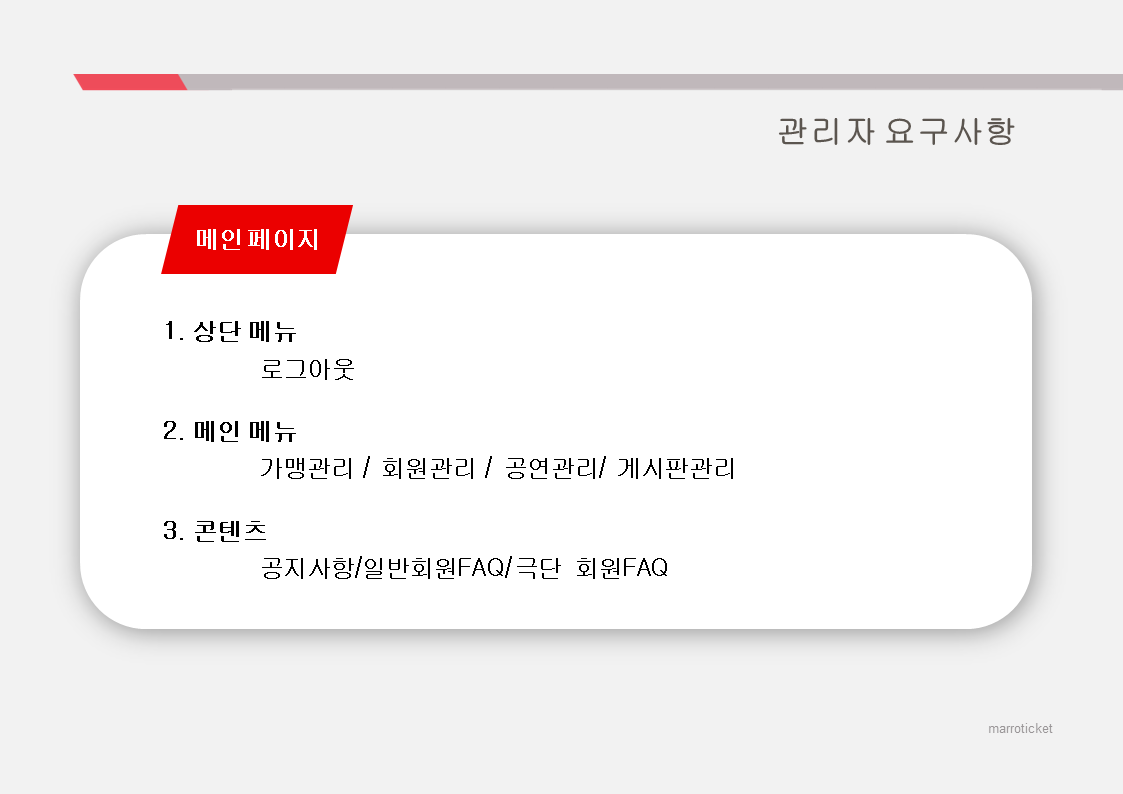 관리자 요구사항
메인 페이지
1. 상단 메뉴
로그아웃
2. 메인 메뉴
가맹관리 / 회원관리 / 공연관리/ 게시판관리
3. 콘텐츠
공지사항/일반회원FAQ/극단 회원FAQ
marroticket